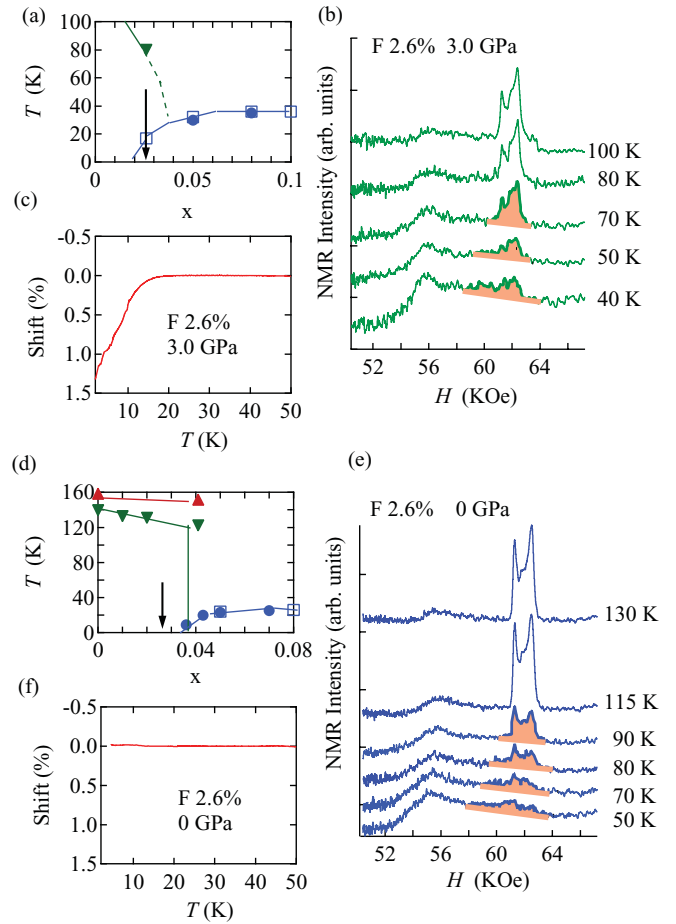 (a)
100
80
60
40
20
0
T (K)
0
0.05
0.1
x
(b)
F 2.6% 3.0 GPa
NMR Intensity (arb. units)
100 K
80 K
70 K
50 K
40 K
52
56
60
64
H (KOe)
(c)
-0.5
0.0
0.5
1.0
1.5
Shift (%)
F 2.6%
3.0 GPa
10
20
30
40
50
T (K)
(d)
160
120
80
40
0
T (K)
0
0.04
0.08
x
(e)
F 2.6% 0 GPa
NMR Intensity (arb. units)
130 K
115 K
90 K
80 K
70 K
50 K
52
56
60
64
H (KOe)
(f)
-0.5
0.0
0.5
1.0
1.5
Shift (%)
F 2.6%
0 GPa
10
20
30
40
50
T (K)